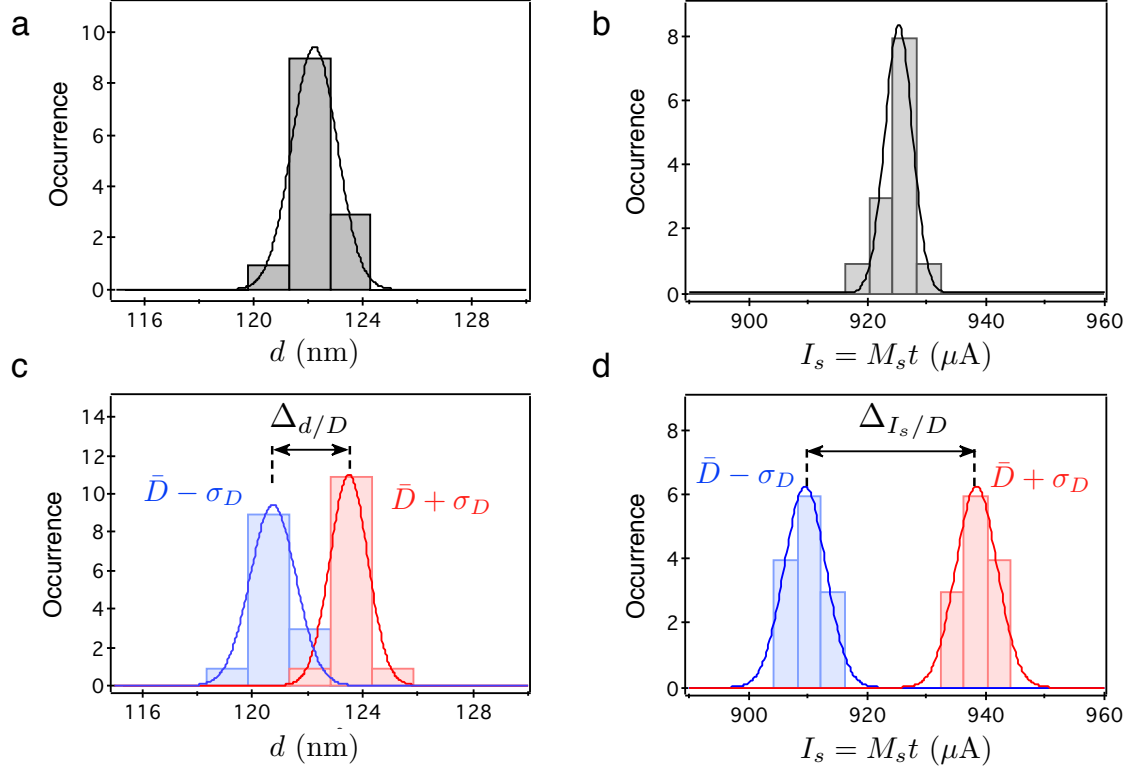 a
Occurrence
10
8
6
4
2
0
116
120
124
128
d (nm)
b
Occurrence
8
6
4
2
0
900
920
940
960
I_s = M_s t (μA)
c
Occurrence
14
12
10
8
6
4
2
0
Δ_{d/D}
D̄ − σ_D
D̄ + σ_D
116
120
124
128
d (nm)
d
Occurrence
8
6
4
2
0
Δ_{I_s/D}
D̄ − σ_D
D̄ + σ_D
900
920
940
960
I_s = M_s t (μA)